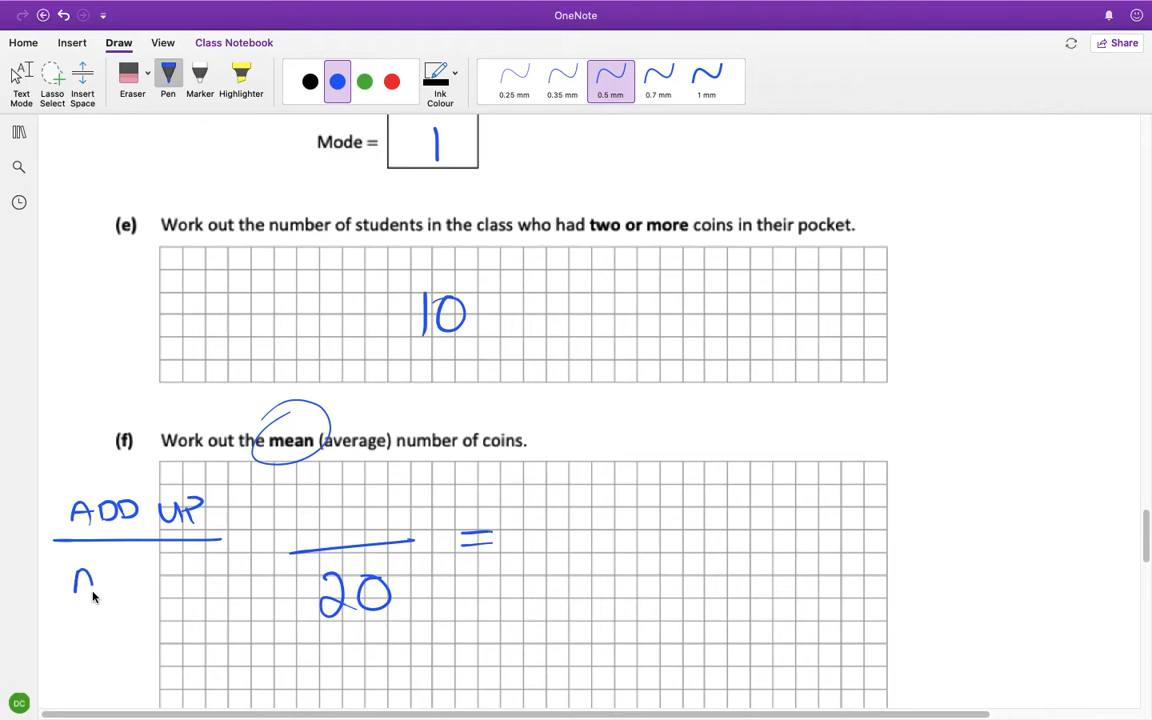 OneNote
Home Insert Draw View Class Notebook
Share
Text Mode
Lasso Select
Insert Space
Eraser
Pen
Marker
Highlighter
Ink Colour
0.25 mm
0.35 mm
0.5 mm
0.7 mm
1 mm
Mode = 1
(e) Work out the number of students in the class who had two or more coins in their pocket.
10
(f) Work out the mean (average) number of coins.
ADD UP
=
n
20
DC